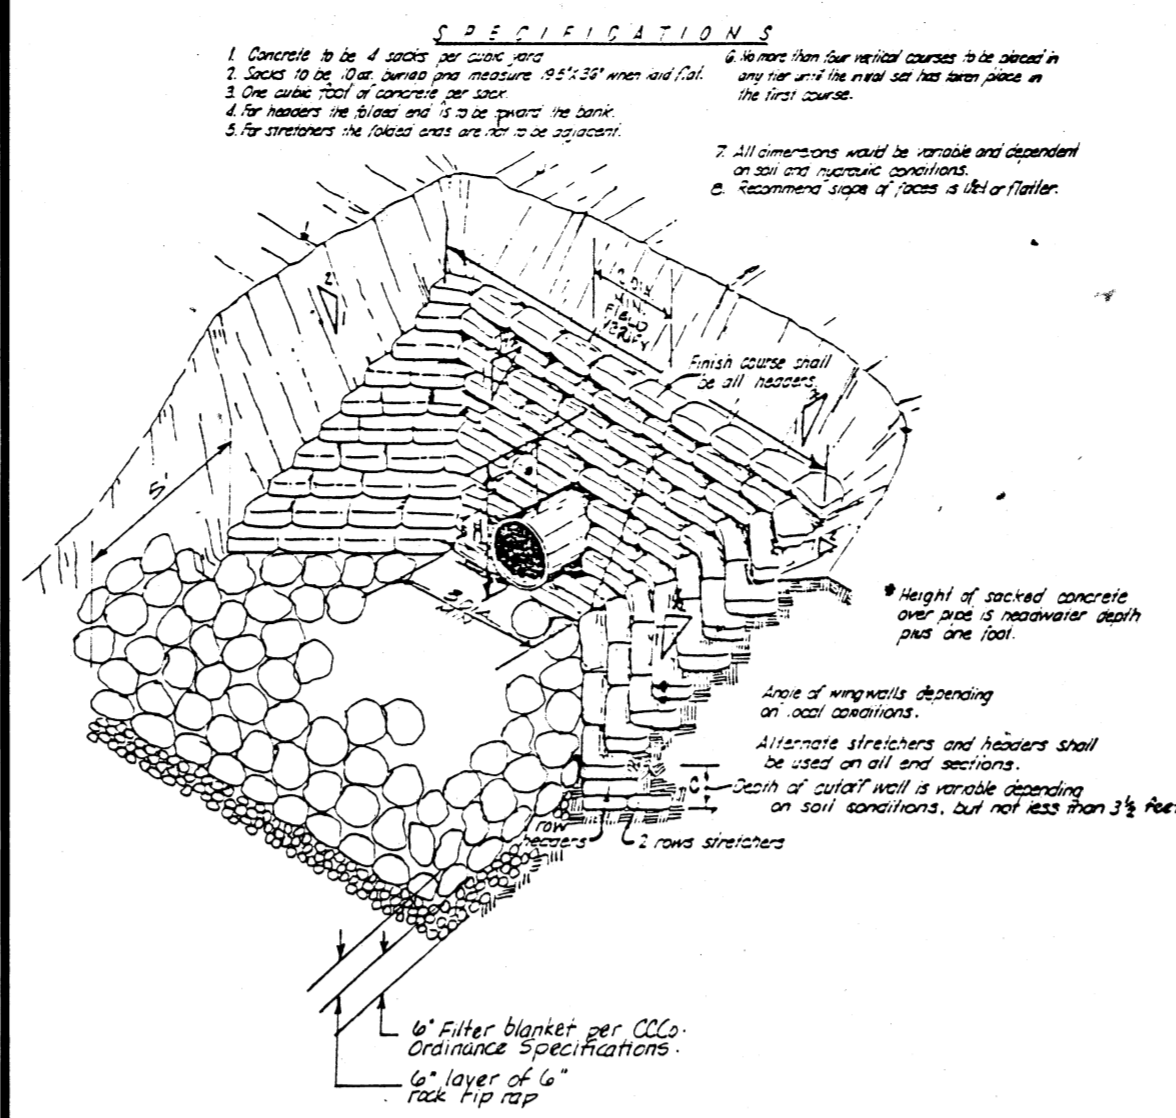 SPECIFICATIONS
1. Concrete to be 4 sacks per cubic yard
2. Sacks to be 10 oz. burlap and measure 19.5"X36" when laid flat.
3. One cubic foot of concrete per sack.
4. For headers the folded end is to be toward the bank.
5. For stretchers the folded ends are not to be adjacent.
6. No more than four vertical courses to be placed in
any tier until the initial set has taken place in
the first course.
7. All dimensions would be variable and dependent
on soil and hydraulic conditions.
8. Recommend slope of faces is or flatter.
2
DIA.
MIN.
FIELD
VERIFY
Finish course shall
be all headers.
5'
* Height of sacked concrete
over pipe is headwater depth
plus one foot.
Angle of wingwalls depending
on local conditions.
Alternate stretchers and headers shall
be used on all end sections.
C
Depth of cutoff wall is variable depending
on soil conditions, but not less than 3½ feet
1 row
headers
2 rows stretchers
6" Filter blanket per CCCo.
Ordinance Specifications.
6" layer of 6"
rock rip rap